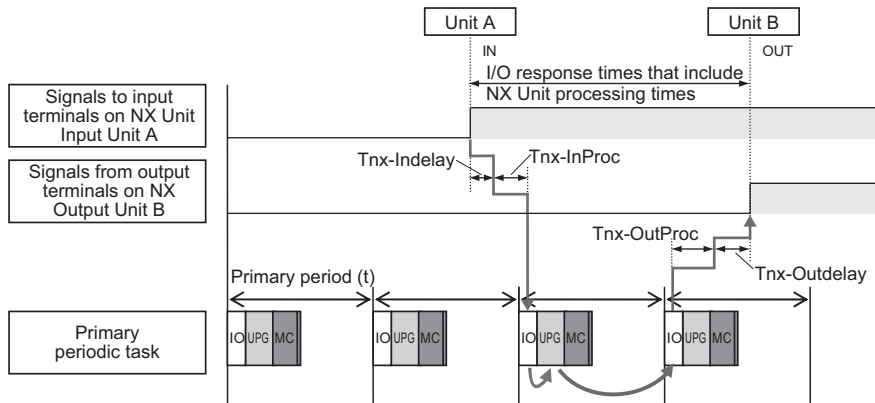 Unit A
Unit B
IN
OUT
I/O response times that include
NX Unit processing times
Signals to input
terminals on NX Unit
Input Unit A
Tnx-Indelay
Tnx-InProc
Signals from output
terminals on NX
Output Unit B
Tnx-OutProc
Tnx-Outdelay
Primary period (t)
Primary
periodic task
IO UPG MC
IO UPG MC
IO UPG MC
IO UPG MC